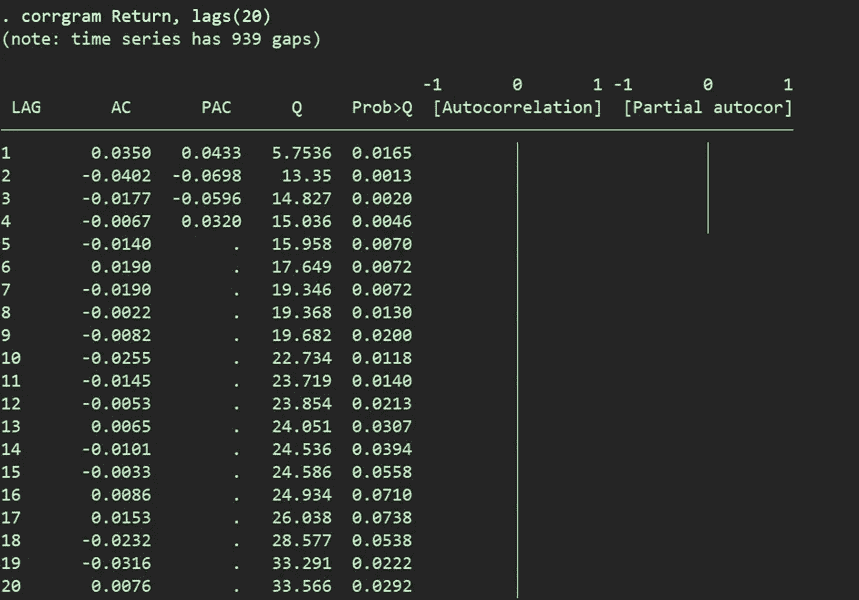 . corrgram Return, lags(20)
(note: time series has 939 gaps)
-1 0 1 -1 0 1
LAG AC PAC Q Prob>Q [Autocorrelation] [Partial autocor]
1 0.0350 0.0433 5.7536 0.0165
2 -0.0402 -0.0698 13.35 0.0013
3 -0.0177 -0.0596 14.827 0.0020
4 -0.0067 0.0320 15.036 0.0046
5 -0.0140 . 15.958 0.0070
6 0.0190 . 17.649 0.0072
7 -0.0190 . 19.346 0.0072
8 -0.0022 . 19.368 0.0130
9 -0.0082 . 19.682 0.0200
10 -0.0255 . 22.734 0.0118
11 -0.0145 . 23.719 0.0140
12 -0.0053 . 23.854 0.0213
13 0.0065 . 24.051 0.0307
14 -0.0101 . 24.536 0.0394
15 -0.0033 . 24.586 0.0558
16 0.0086 . 24.934 0.0710
17 0.0153 . 26.038 0.0738
18 -0.0232 . 28.577 0.0538
19 -0.0316 . 33.291 0.0222
20 0.0076 . 33.566 0.0292